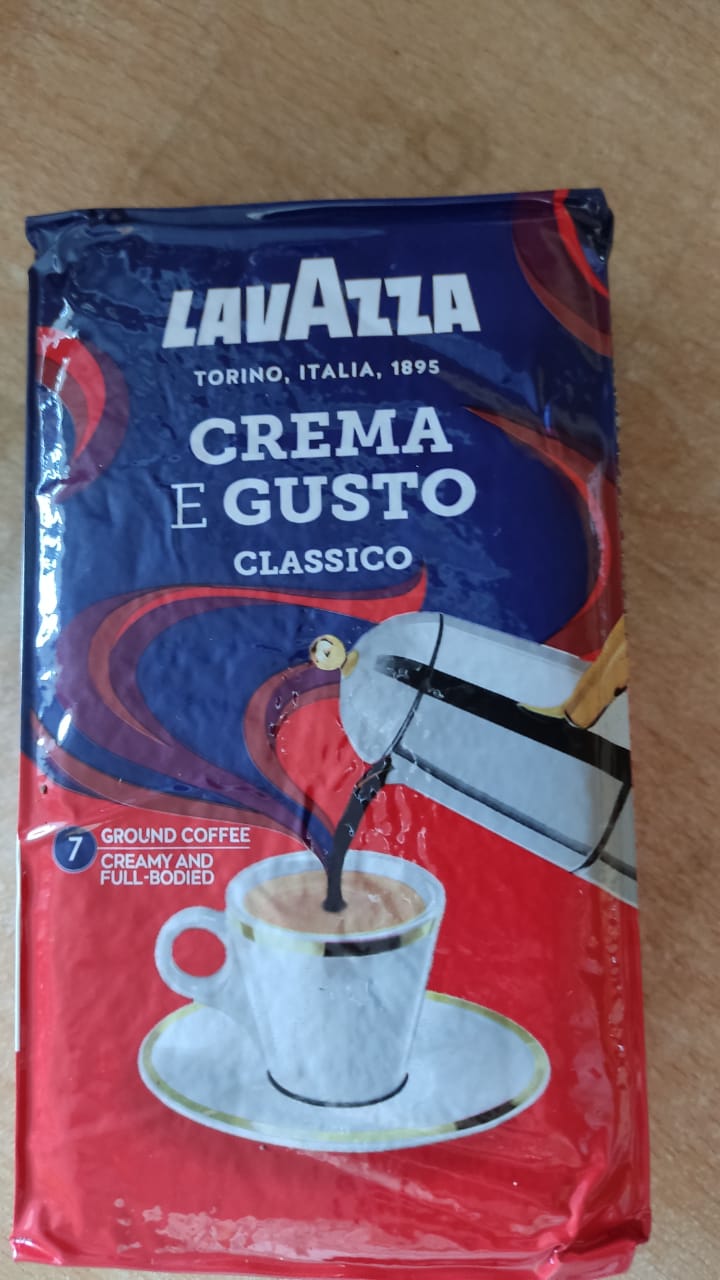 LAVAZZA
TORINO, ITALIA, 1895
CREMA
E GUSTO
CLASSICO
7
GROUND COFFEE
CREAMY AND
FULL-BODIED